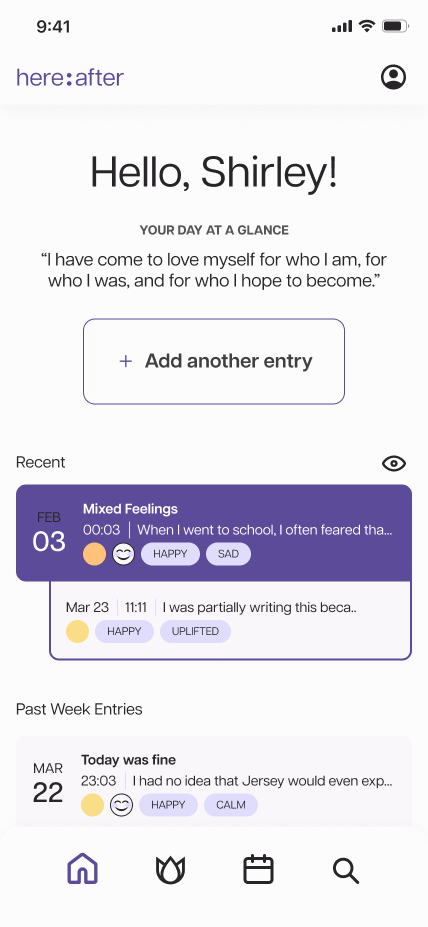 9:41
here:after
Hello, Shirley!
YOUR DAY AT A GLANCE
“I have come to love myself for who I am, for
who I was, and for who I hope to become.”
+ Add another entry
Recent
FEB
03
Mixed Feelings
00:03 | When I went to school, I often feared tha...
HAPPY SAD
Mar 23 | 11:11 | I was partially writing this beca..
HAPPY UPLIFTED
Past Week Entries
MAR
22
Today was fine
23:03 | I had no idea that Jersey would even exp...
HAPPY CALM